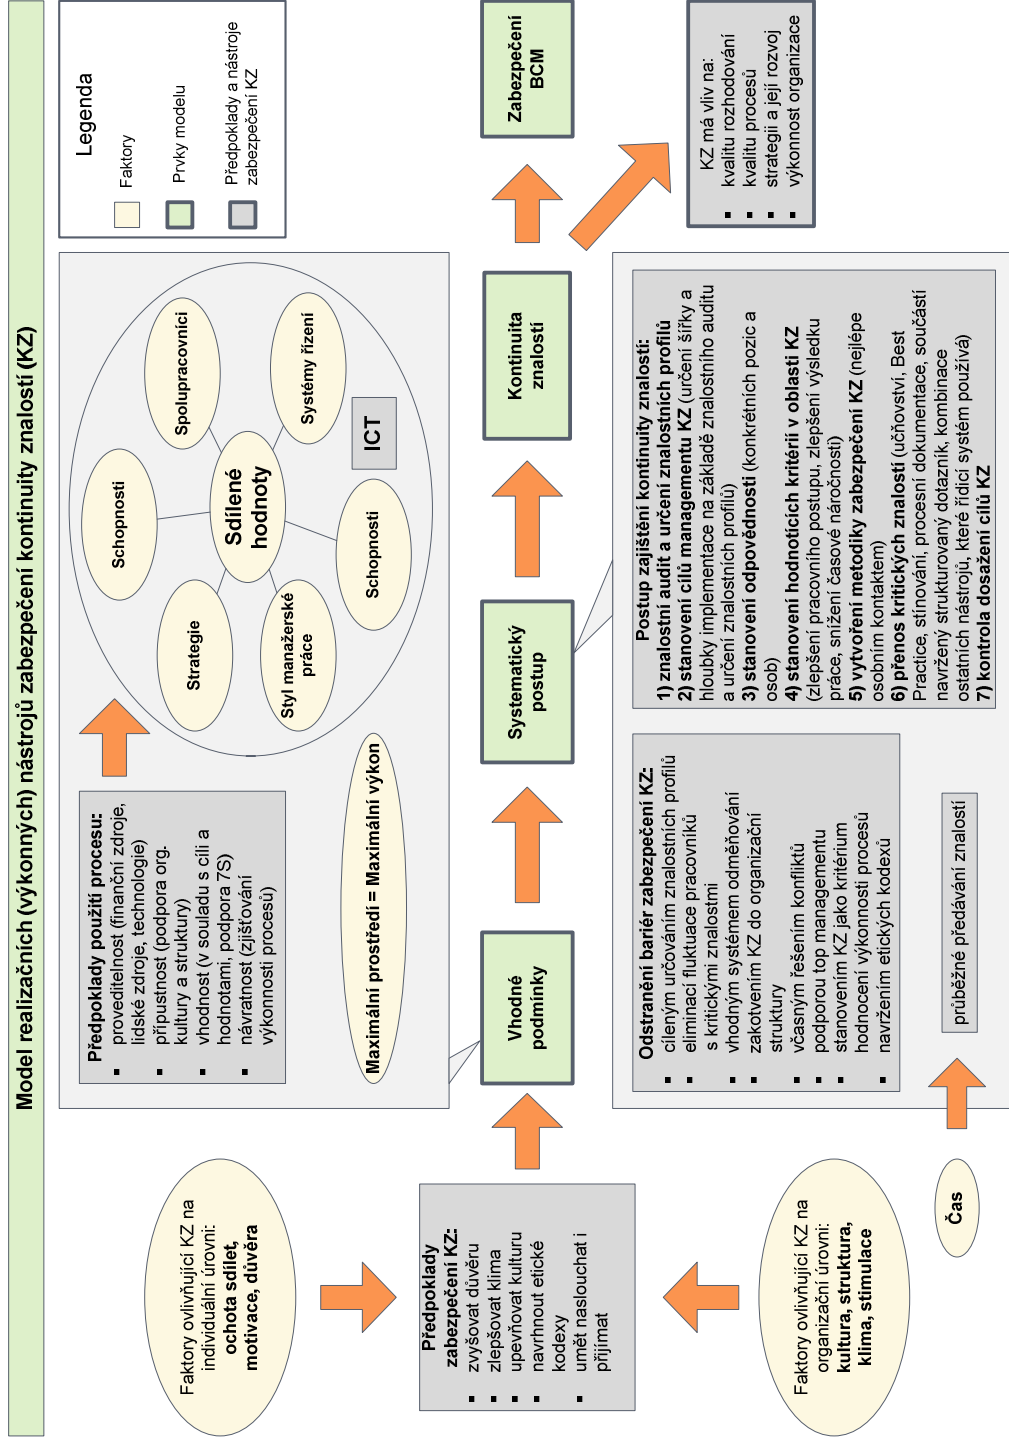 Model realizačních (výkonných) nástrojů zabezpečení kontinuity znalostí (KZ)
Faktory ovlivňující KZ na
individuální úrovni:
ochota sdílet,
motivace, důvěra
Předpoklady
zabezpečení KZ:
▪ zvyšovat důvěru
▪ zlepšovat klima
▪ upevňovat kulturu
▪ navrhnout etické
kodexy
▪ umět naslouchat i
přijímat
Faktory ovlivňující KZ na
organizační úrovni:
kultura, struktura,
klima, stimulace
Čas
průběžné předávání znalostí
Předpoklady použití procesu:
▪ proveditelnost (finanční zdroje,
lidské zdroje, technologie)
▪ přípustnost (podpora org.
kultury a struktury)
▪ vhodnost (v souladu s cíli a
hodnotami, podpora 7S)
▪ návratnost (zjišťování
výkonnosti procesů)
Maximální prostředí = Maximální výkon
Schopnosti
Spolupracovníci
Strategie
Sdílené
hodnoty
Systémy řízení
Styl manažerské
práce
Schopnosti
ICT
Legenda
Faktory
Prvky modelu
Předpoklady a nástroje
zabezpečení KZ
Vhodné
podmínky
Systematický
postup
Kontinuita
znalostí
Zabezpečení
BCM
Odstranění bariér zabezpečení KZ:
▪ cíleným určováním znalostních profilů
▪ eliminací fluktuace pracovníků
s kritickými znalostmi
▪ vhodným systémem odměňování
▪ zakotvením KZ do organizační
struktury
▪ včasným řešením konfliktů
▪ podporou top managementu
▪ stanovením KZ jako kritérium
hodnocení výkonnosti procesů
▪ navržením etických kodexů
Postup zajištění kontinuity znalostí:
1) znalostní audit a určení znalostních profilů
2) stanovení cílů managementu KZ (určení šířky a
hloubky implementace na základě znalostního auditu
a určení znalostních profilů)
3) stanovení odpovědnosti (konkrétních pozic a
osob)
4) stanovení hodnotících kritérií v oblasti KZ
(zlepšení pracovního postupu, zlepšení výsledku
práce, snížení časové náročnosti)
5) vytvoření metodiky zabezpečení KZ (nejlépe
osobním kontaktem)
6) přenos kritických znalostí (učňovství, Best
Practice, stínování, procesní dokumentace, součástí
navržený strukturovaný dotazník, kombinace
ostatních nástrojů, které řídicí systém používá)
7) kontrola dosažení cílů KZ
KZ má vliv na:
▪ kvalitu rozhodování
▪ kvalitu procesů
▪ strategii a její rozvoj
▪ výkonnost organizace